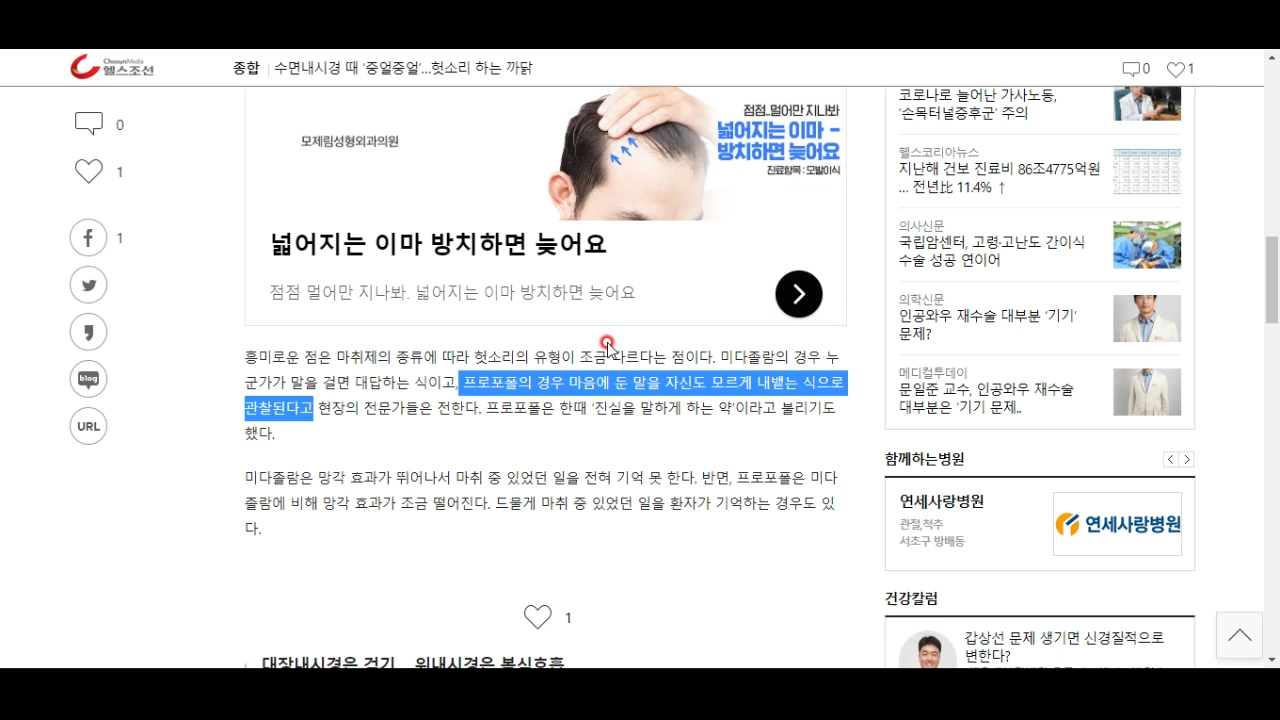 ChosunMedia
헬스조선
종합 수면내시경 때 '중얼중얼'...헛소리 하는 까닭
0
1
0
1
1
blog
URL
모제림성형외과의원
점점..멀어만 지나봐
넓어지는 이마 -
방치하면 늦어요
진료항목 : 모발이식
넓어지는 이마 방치하면 늦어요
점점 멀어만 지나봐. 넓어지는 이마 방치하면 늦어요
흥미로운 점은 마취제의 종류에 따라 헛소리의 유형이 조금 다르다는 점이다. 미다졸람의 경우 누
군가가 말을 걸면 대답하는 식이고, 프로포폴의 경우 마음에 둔 말을 자신도 모르게 내뱉는 식으로
관찰된다고 현장의 전문가들은 전한다. 프로포폴은 한때 '진실을 말하게 하는 약'이라고 불리기도
했다.
미다졸람은 망각 효과가 뛰어나서 마취 중 있었던 일을 전혀 기억 못 한다. 반면, 프로포폴은 미다
졸람에 비해 망각 효과가 조금 떨어진다. 드물게 마취 중 있었던 일을 환자가 기억하는 경우도 있
다.
1
코로나로 늘어난 가사노동,
'손목터널증후군' 주의
헬스코리아뉴스
지난해 건보 진료비 86조4775억원
... 전년比 11.4% ↑
의사신문
국립암센터, 고령·고난도 간이식
수술 성공 연이어
의학신문
인공와우 재수술 대부분 '기기'
문제?
메디컬투데이
문일준 교수, 인공와우 재수술
대부분은 '기기 문제..
함께하는병원
연세사랑병원
관절,척추
서초구 방배동
연세사랑병원
건강칼럼
갑상선 문제 생기면 신경질적으로
변한다?